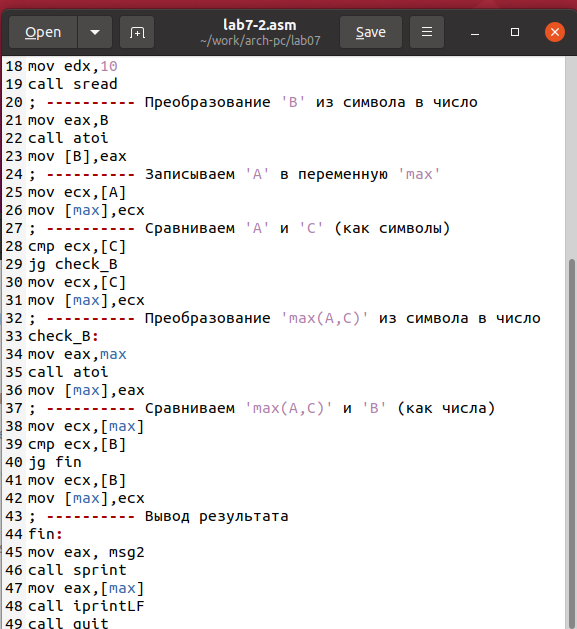 Open
lab7-2.asm
~/work/arch-pc/lab07
Save
18 mov edx,10
19 call sread
20 ; ---------- Преобразование 'B' из символа в число
21 mov eax,B
22 call atoi
23 mov [B],eax
24 ; ---------- Записываем 'A' в переменную 'max'
25 mov ecx,[A]
26 mov [max],ecx
27 ; ---------- Сравниваем 'A' и 'C' (как символы)
28 cmp ecx,[C]
29 jg check_B
30 mov ecx,[C]
31 mov [max],ecx
32 ; ---------- Преобразование 'max(A,C)' из символа в число
33 check_B:
34 mov eax,max
35 call atoi
36 mov [max],eax
37 ; ---------- Сравниваем 'max(A,C)' и 'B' (как числа)
38 mov ecx,[max]
39 cmp ecx,[B]
40 jg fin
41 mov ecx,[B]
42 mov [max],ecx
43 ; ---------- Вывод результата
44 fin:
45 mov eax, msg2
46 call sprint
47 mov eax,[max]
48 call iprintLF
49 call quit